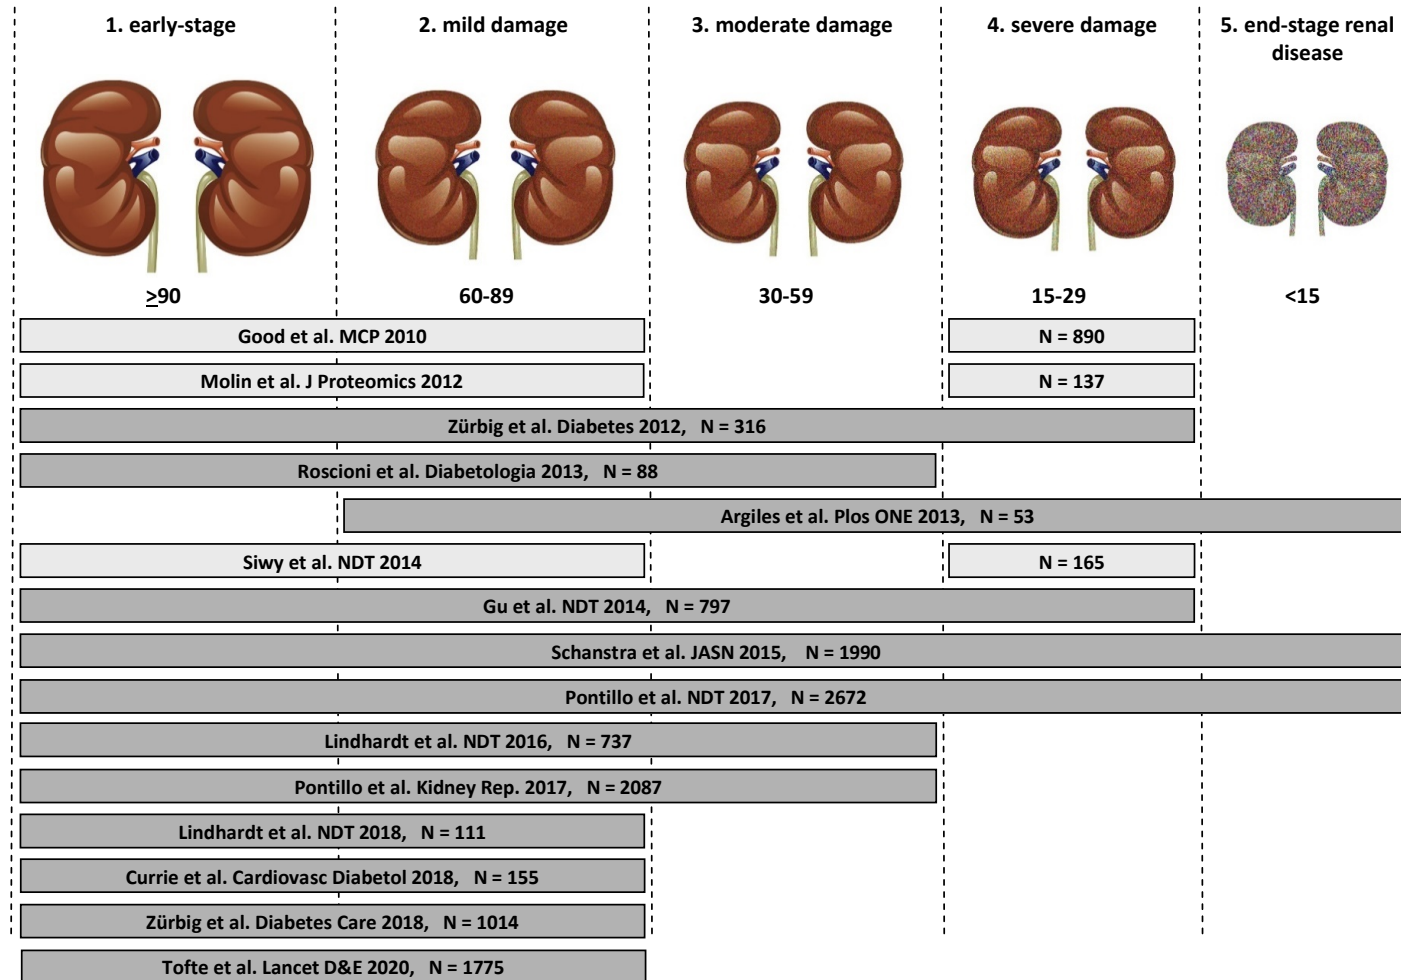 1. early-stage
2. mild damage
3. moderate damage
4. severe damage
5. end-stage renal
disease
≥90
60-89
30-59
15-29
<15
Good et al. MCP 2010
N = 890
Molin et al. J Proteomics 2012
N = 137
Zürbig et al. Diabetes 2012, N = 316
Roscioni et al. Diabetologia 2013, N = 88
Argiles et al. Plos ONE 2013, N = 53
Siwy et al. NDT 2014
N = 165
Gu et al. NDT 2014, N = 797
Schanstra et al. JASN 2015, N = 1990
Pontillo et al. NDT 2017, N = 2672
Lindhardt et al. NDT 2016, N = 737
Pontillo et al. Kidney Rep. 2017, N = 2087
Lindhardt et al. NDT 2018, N = 111
Currie et al. Cardiovasc Diabetol 2018, N = 155
Zürbig et al. Diabetes Care 2018, N = 1014
Tofte et al. Lancet D&E 2020, N = 1775